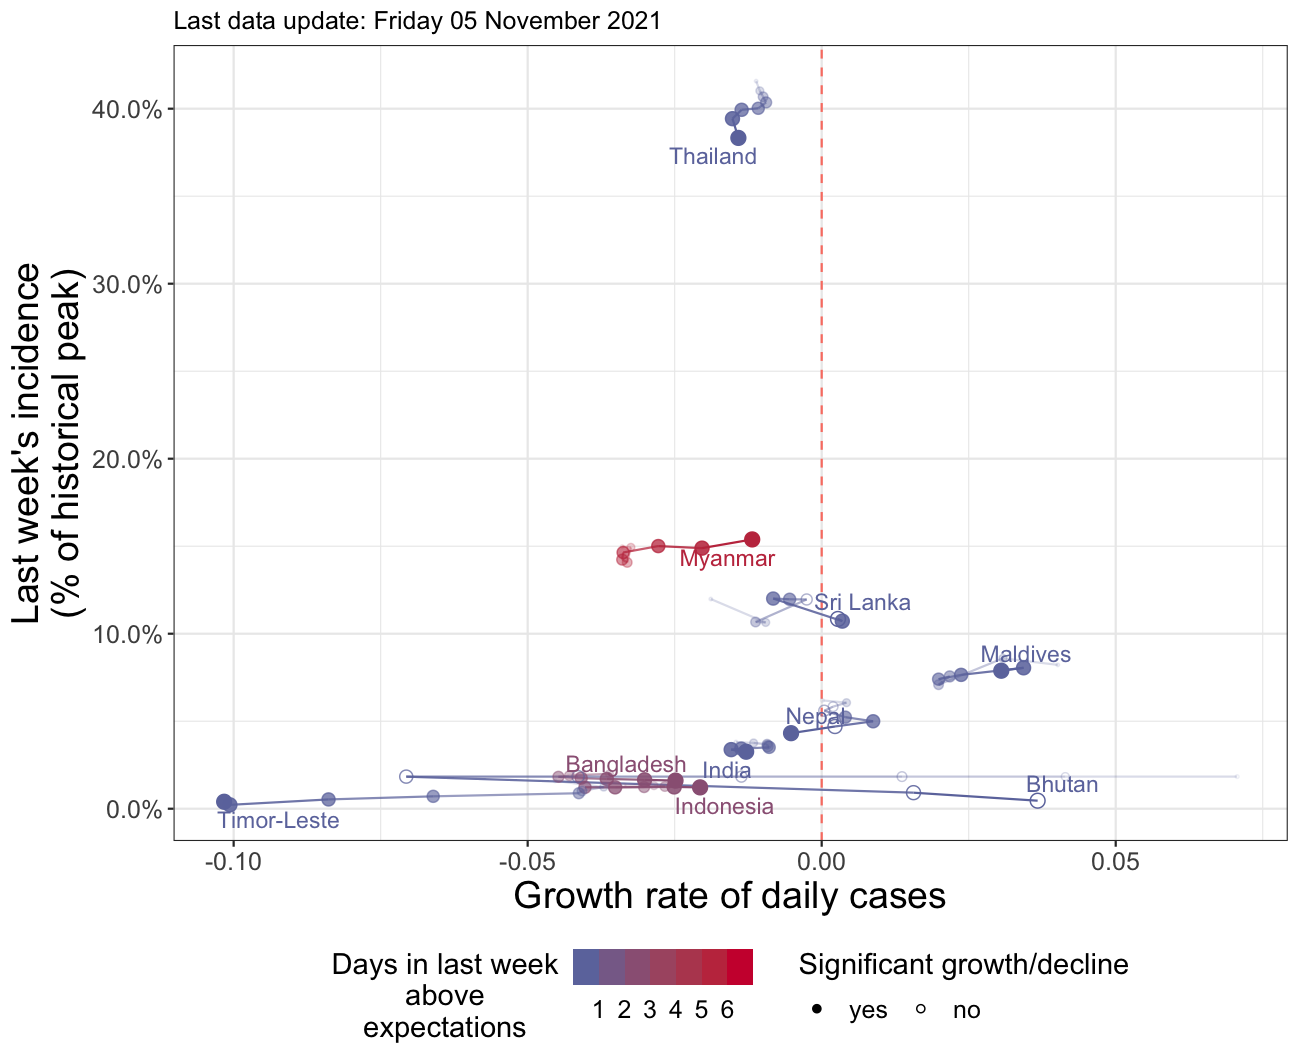 Last data update: Friday 05 November 2021
Last week's incidence
(% of historical peak)
40.0%
30.0%
20.0%
10.0%
0.0%
Thailand
Myanmar
Sri Lanka
Maldives
Nepal
Bangladesh
India
Bhutan
Indonesia
Timor-Leste
-0.10
-0.05
0.00
0.05
Growth rate of daily cases
Days in last week
above
expectations
1 2 3 4 5 6
Significant growth/decline
yes no